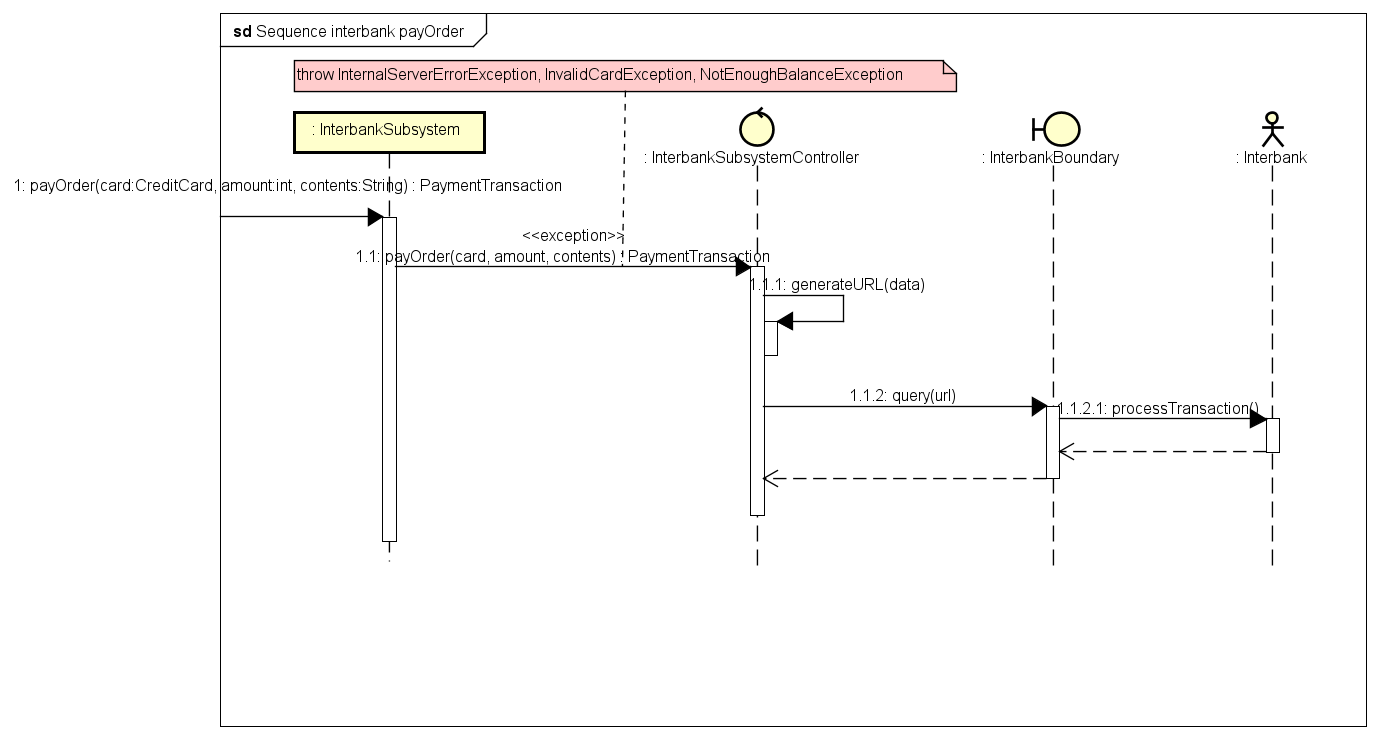 sd Sequence interbank payOrder
throw InternalServerErrorException, InvalidCardException, NotEnoughBalanceException
: InterbankSubsystem
: InterbankSubsystemController
: InterbankBoundary
: Interbank
1: payOrder(card:CreditCard, amount:int, contents:String) : PaymentTransaction
<<exception>>
1.1: payOrder(card, amount, contents) : PaymentTransaction
1.1.1: generateURL(data)
1.1.2: query(url)
1.1.2.1: processTransaction()